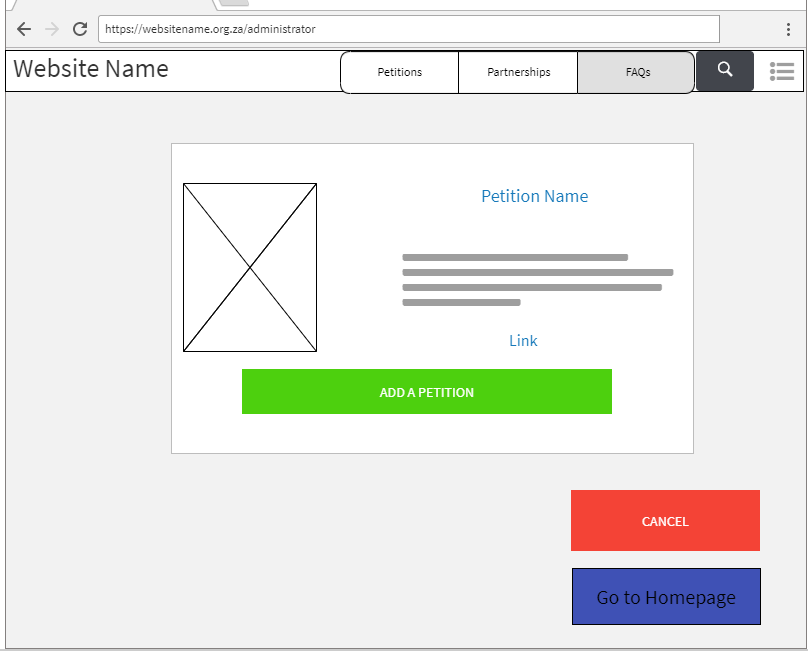 https://websitename.org.za/administrator
Website Name
Petitions
Partnerships
FAQs
Petition Name
Link
ADD A PETITION
CANCEL
Go to Homepage